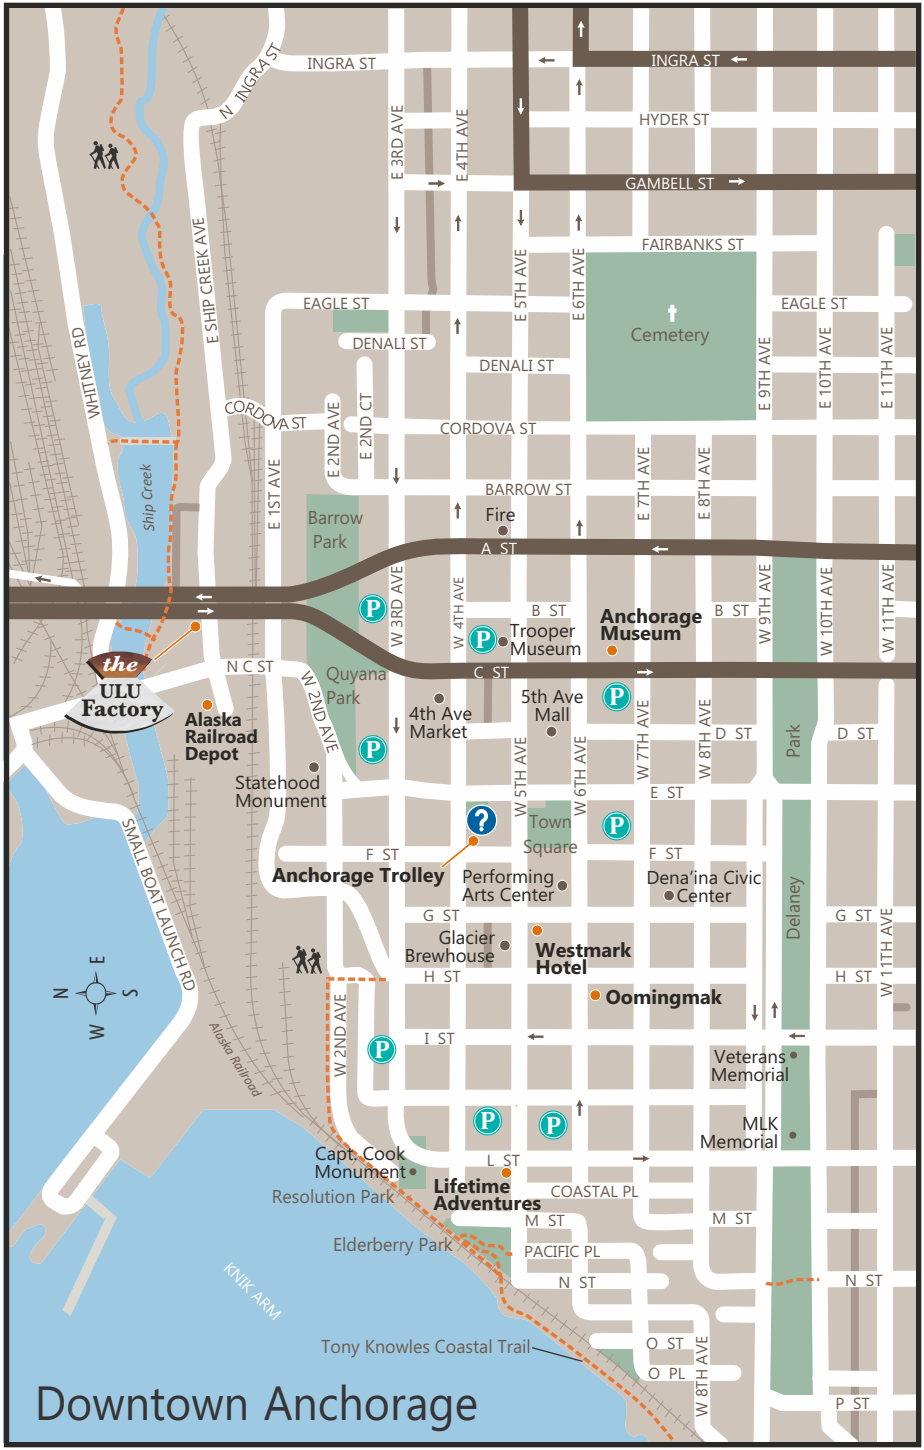 INGRA ST
INGRA ST
N INGRA ST
HYDER ST
E 3RD AVE
E 4TH AVE
GAMBELL ST
E SHIP CREEK AVE
FAIRBANKS ST
E 5TH AVE
E 6TH AVE
EAGLE ST
EAGLE ST
Cemetery
DENALI ST
WHITNEY RD
DENALI ST
E 9TH AVE
E 10TH AVE
E 11TH AVE
CORDOVA ST
E 2ND AVE
E 2ND CT
CORDOVA ST
E 1ST AVE
E 7TH AVE
E 8TH AVE
Ship Creek
BARROW ST
Barrow
Park
Fire
A ST
P
W 3RD AVE
W 4TH AVE
B ST
Anchorage
Museum
B ST
W 9TH AVE
W 10TH AVE
W 11TH AVE
P
Trooper
Museum
the
ULU
Factory
N C ST
W 2ND AVE
Quyana
Park
C ST
P
Alaska
Railroad
Depot
4th Ave
Market
5th Ave
Mall
W 7TH AVE
W 8TH AVE
D ST
Park
D ST
P
W 5TH AVE
W 6TH AVE
Statehood
Monument
E ST
?
Town
Square
P
SMALL BOAT LAUNCH RD
F ST
F ST
Anchorage Trolley
Performing
Arts Center
Dena'ina Civic
Center
Delaney
G ST
G ST
W 11TH AVE
Glacier
Brewhouse
Westmark
Hotel
H ST
H ST
N
E
S
W
Oomingmak
W 2ND AVE
Alaska Railroad
P
I ST
Veterans
Memorial
P
P
MLK
Memorial
Capt. Cook
Monument
L ST
Resolution Park
Lifetime
Adventures
COASTAL PL
M ST
M ST
Elderberry Park
PACIFIC PL
N ST
N ST
KNIK ARM
Tony Knowles Coastal Trail
O ST
O PL
W 8TH AVE
P ST
Downtown Anchorage